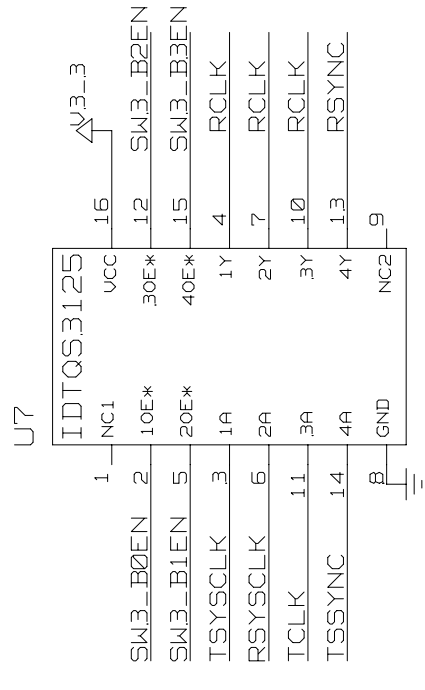 U7
IDTQS3125
V3_3
1 NC1 VCC 16
SW3_B0EN 2 1OE* 3OE* 12 SW3_B2EN
SW3_B1EN 5 2OE* 4OE* 15 SW3_B3EN
TSYSCLK 3 1A 1Y 4 RCLK
RSYSCLK 6 2A 2Y 7 RCLK
TCLK 11 3A 3Y 10 RCLK
TSSYNC 14 4A 4Y 13 RSYNC
8 GND NC2 9